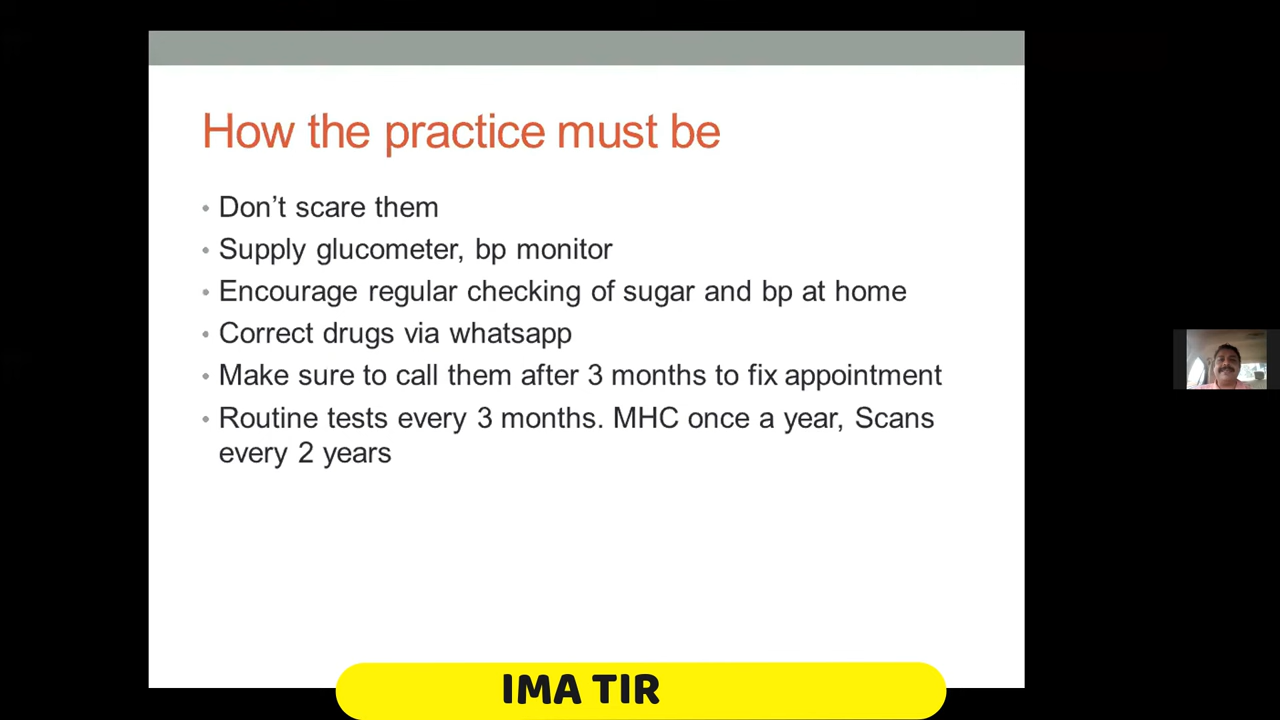 How the practice must be
• Don’t scare them
• Supply glucometer, bp monitor
• Encourage regular checking of sugar and bp at home
• Correct drugs via whatsapp
• Make sure to call them after 3 months to fix appointment
• Routine tests every 3 months. MHC once a year, Scans
every 2 years
IMA TIR